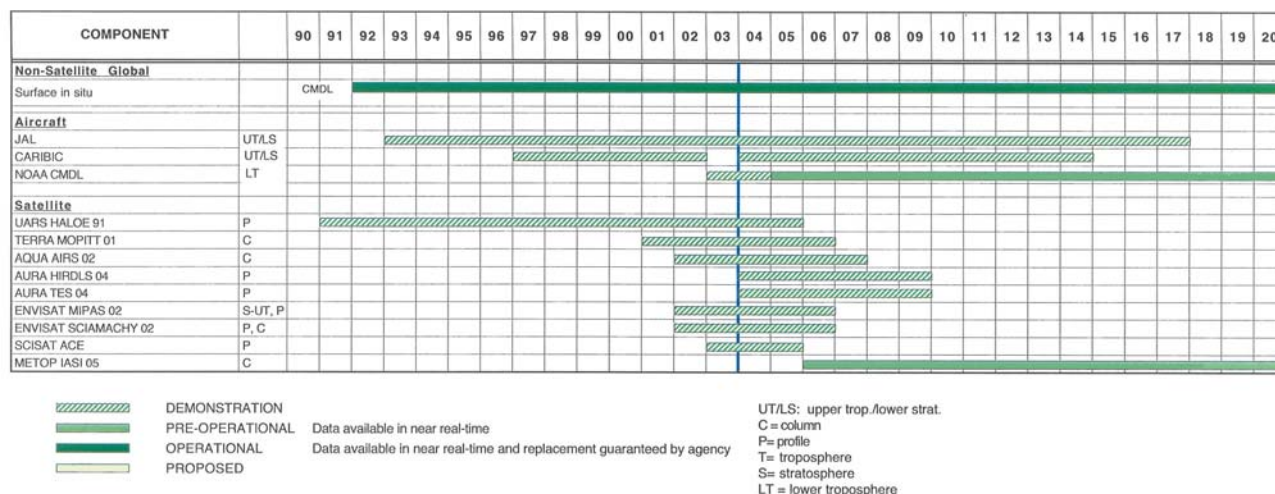 COMPONENT 90 91 92 93 94 95 96 97 98 99 00 01 02 03 04 05 06 07 08 09 10 11 12 13 14 15 16 17 18 19 20
Non-Satellite Global
Surface in situ CMDL
Aircraft
JAL UT/LS
CARIBIC UT/LS
NOAA CMDL LT
Satellite
UARS HALOE 91 P
TERRA MOPITT 01 C
AQUA AIRS 02 C
AURA HIRDLS 04 P
AURA TES 04 P
ENVISAT MIPAS 02 S-UT, P
ENVISAT SCIAMACHY 02 P, C
SCISAT ACE P
METOP IASI 05 C
DEMONSTRATION
PRE-OPERATIONAL Data available in near real-time
OPERATIONAL Data available in near real-time and replacement guaranteed by agency
PROPOSED
UT/LS: upper trop./lower strat.
C = column
P= profile
T= troposphere
S= stratosphere
LT = lower troposphere